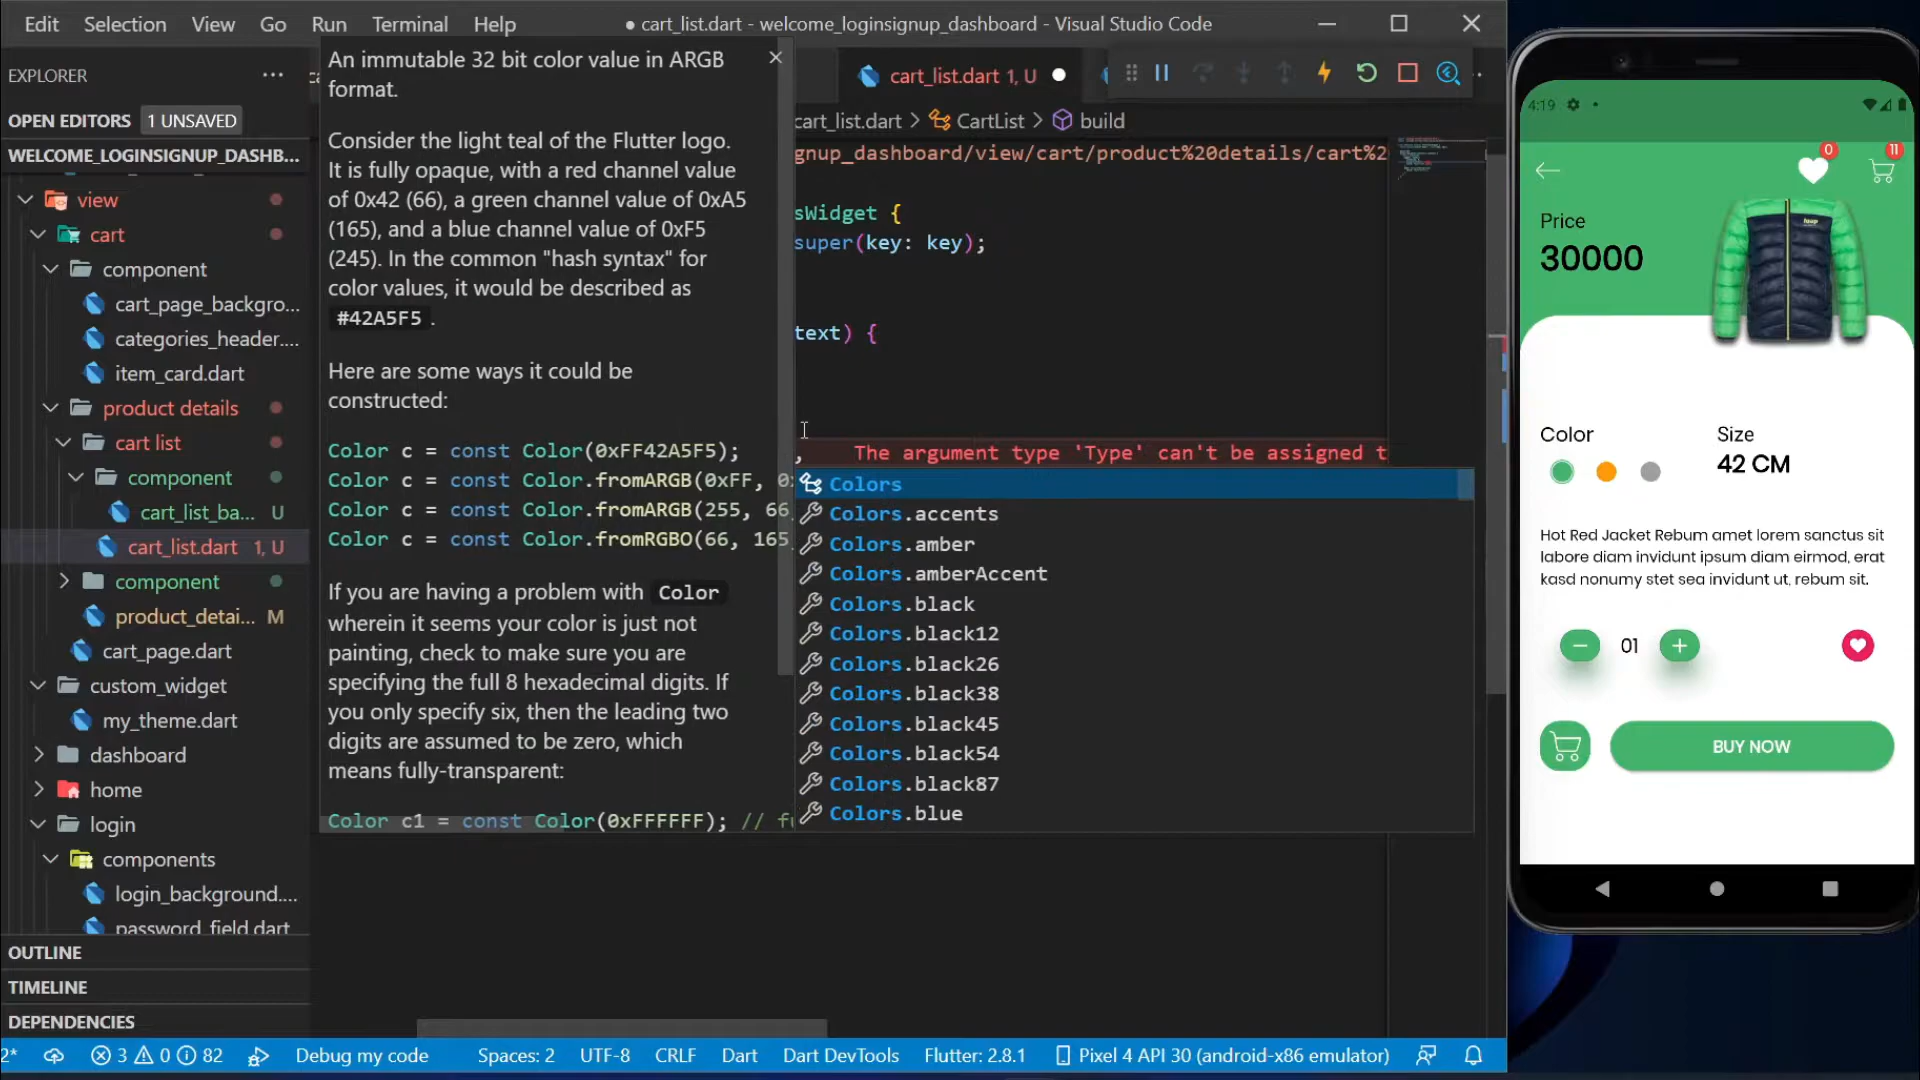 Edit Selection View Go Run Terminal Help
● cart_list.dart - welcome_loginsignup_dashboard - Visual Studio Code
EXPLORER
OPEN EDITORS 1 UNSAVED
WELCOME_LOGINSIGNUP_DASHB...
view
cart
component
cart_page_backgro...
categories_header....
item_card.dart
product details
cart list
component
cart_list_ba... U
cart_list.dart 1, U
component
product_detai... M
cart_page.dart
custom_widget
my_theme.dart
dashboard
home
login
components
login_background....
password_field.dart
OUTLINE
TIMELINE
DEPENDENCIES
An immutable 32 bit color value in ARGB
format.
Consider the light teal of the Flutter logo.
It is fully opaque, with a red channel value
of 0x42 (66), a green channel value of 0xA5
(165), and a blue channel value of 0xF5
(245). In the common "hash syntax" for
color values, it would be described as
#42A5F5 .
Here are some ways it could be
constructed:
Color c = const Color(0xFF42A5F5);
Color c = const Color.fromARGB(0xFF,
Color c = const Color.fromARGB(255, 66
Color c = const Color.fromRGBO(66, 165
If you are having a problem with Color
wherein it seems your color is just not
painting, check to make sure you are
specifying the full 8 hexadecimal digits. If
you only specify six, then the leading two
digits are assumed to be zero, which
means fully-transparent:
Color c1 = const Color(0xFFFFFF); //
cart_list.dart 1, U
cart_list.dart > CartList > build
gnup_dashboard/view/cart/product%20details/cart%2
sWidget {
super(key: key);
text) {
, The argument type 'Type' can't be assigned t
Colors
Colors.accents
Colors.amber
Colors.amberAccent
Colors.black
Colors.black12
Colors.black26
Colors.black38
Colors.black45
Colors.black54
Colors.black87
Colors.blue
2* 3 0 82 Debug my code Spaces: 2 UTF-8 CRLF Dart Dart DevTools Flutter: 2.8.1 Pixel 4 API 30 (android-x86 emulator)
4:19
0 11
Price
30000
Color
Size
42 CM
Hot Red Jacket Rebum amet lorem sanctus sit
labore diam invidunt ipsum diam eirmod, erat
kasd nonumy stet sea invidunt ut, rebum sit.
01
BUY NOW